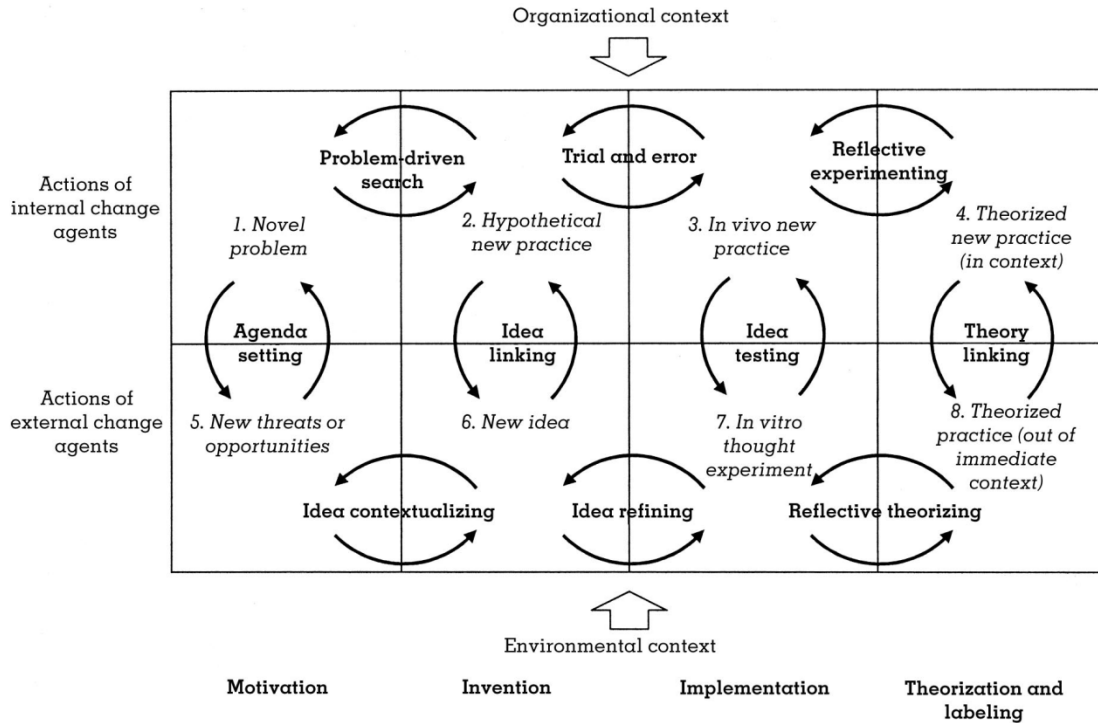 Organizational context
Actions of
internal change
agents
Problem-driven
search
Trial and error
Reflective
experimenting
1. Novel
problem
2. Hypothetical
new practice
3. In vivo new
practice
4. Theorized
new practice
(in context)
Agenda
setting
Idea
linking
Idea
testing
Theory
linking
Actions of
external change
agents
5. New threats or
opportunities
6. New idea
7. In vitro
thought
experiment
8. Theorized
practice (out of
immediate
context)
Idea contextualizing
Idea refining
Reflective theorizing
Environmental context
Motivation
Invention
Implementation
Theorization and
labeling